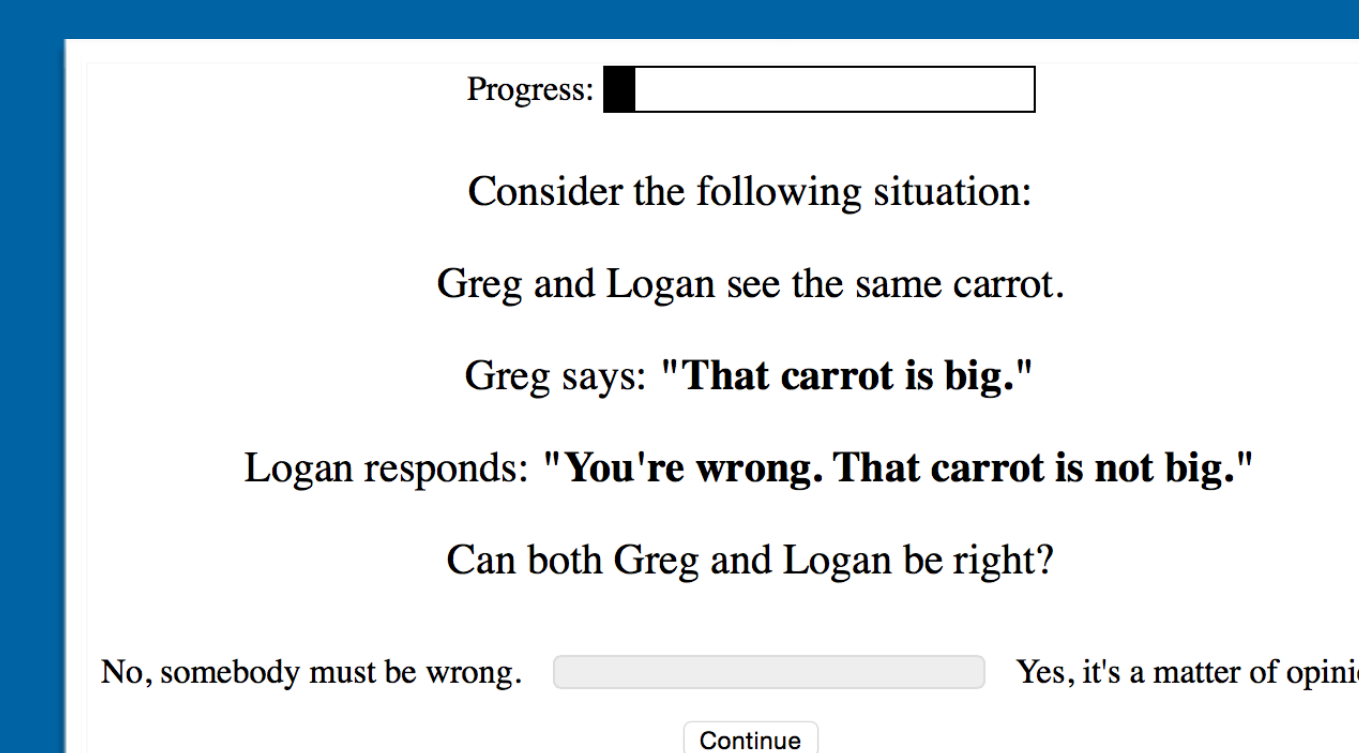 Progress:
Consider the following situation:
Greg and Logan see the same carrot.
Greg says: "That carrot is big."
Logan responds: "You're wrong. That carrot is not big."
Can both Greg and Logan be right?
No, somebody must be wrong. Yes, it's a matter of
Continue